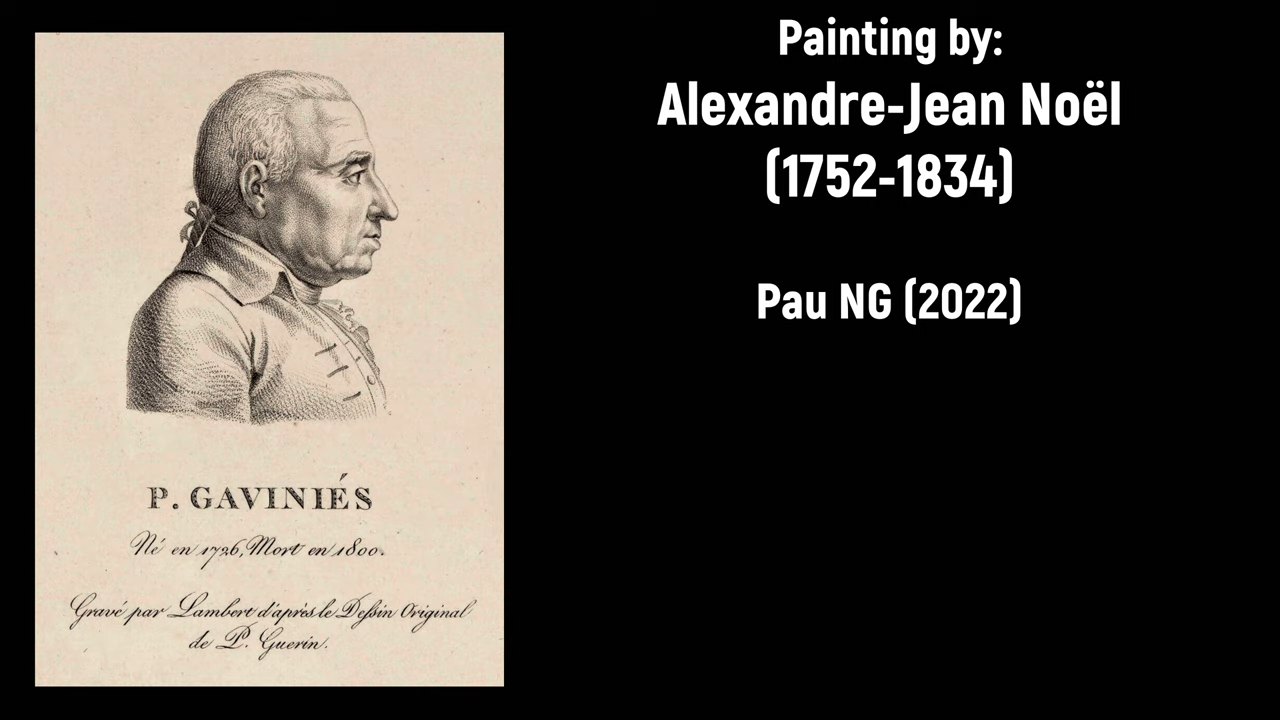 Painting by:
Alexandre-Jean Noël
(1752-1834)
Pau NG (2022)
P. GAVINIÉS
Né en 1726, Mort en 1800.
Gravé par Lambert d'après le Dessin Original
de P. Guerin.